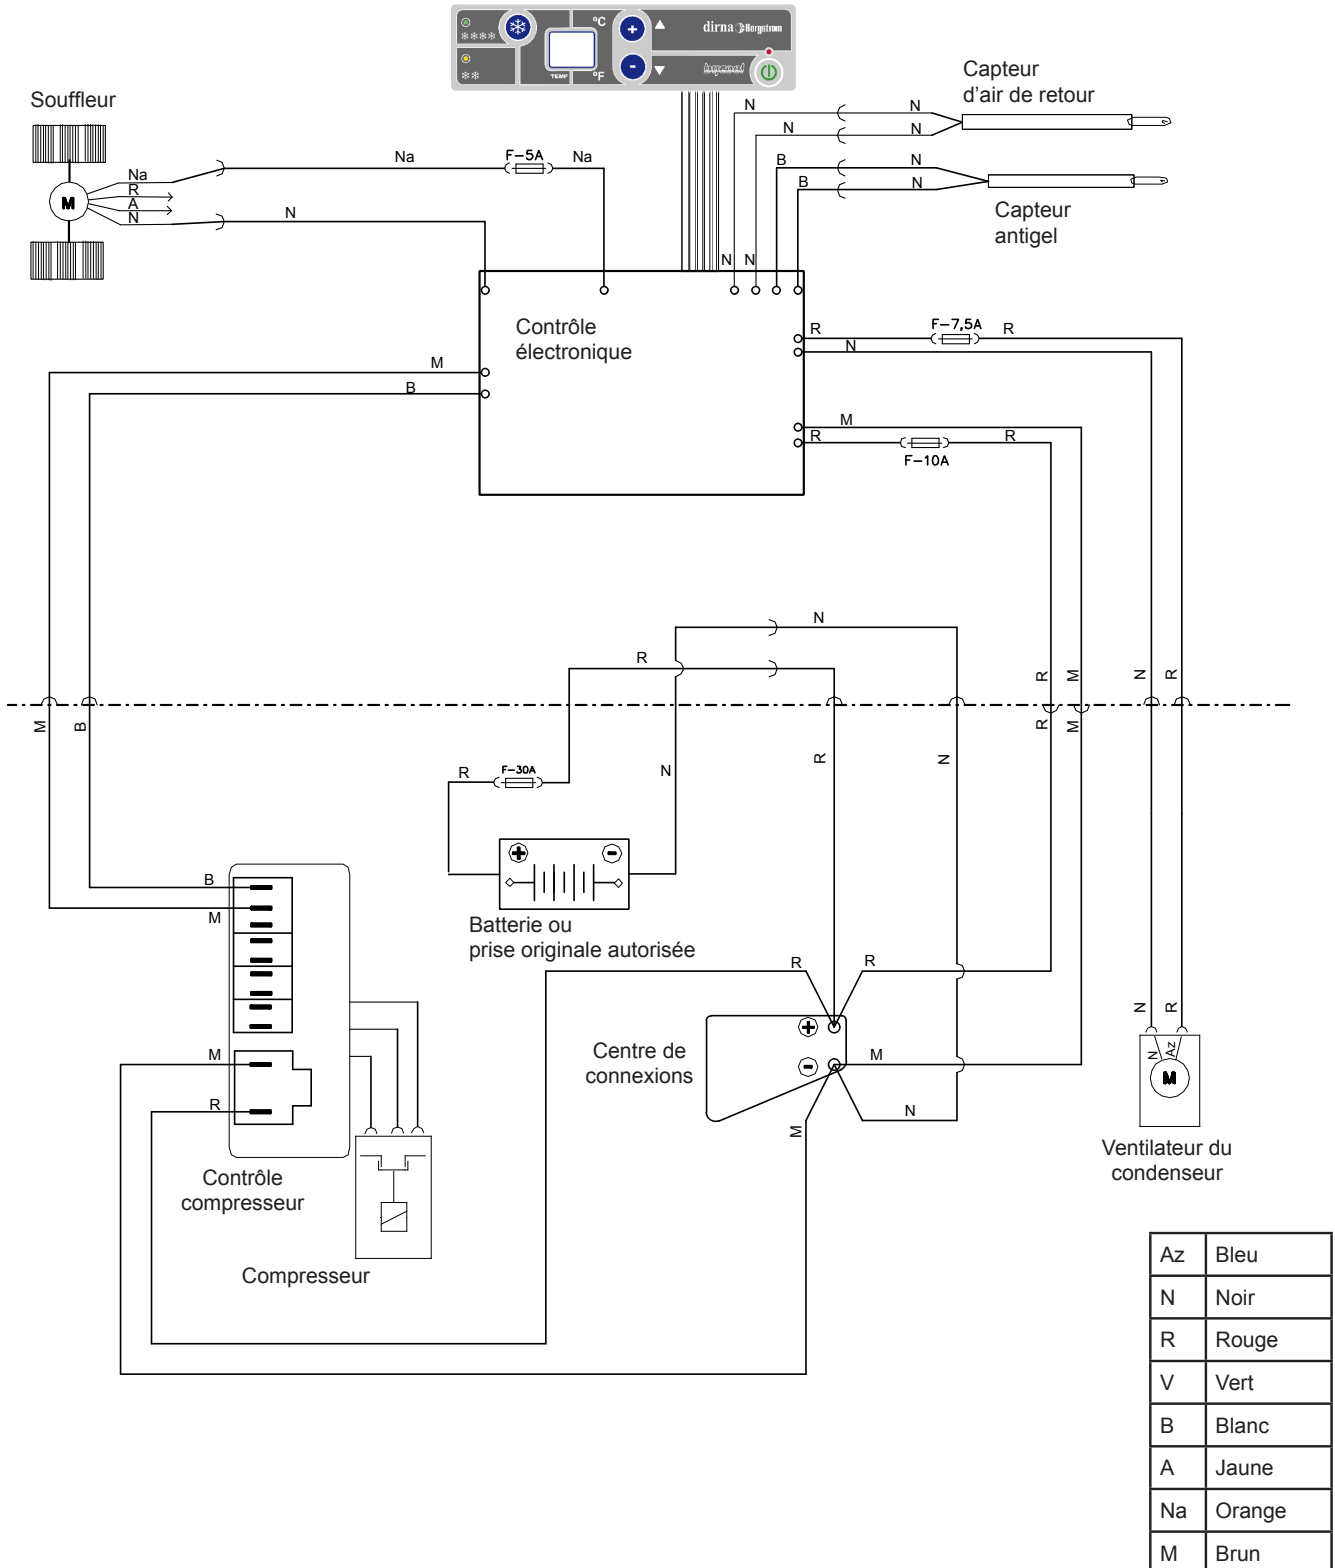 °C
+
dirna Bergstrom
TEMP
°F
-
bycool
Souffleur
Capteur
d'air de retour
N
N
N
N
F-5A
Na
Na
Na
R
A
N
N
M
B
N
B
N
Capteur
antigel
N
N
Contrôle
électronique
R
F-7,5A
R
N
M
B
M
R
R
F-10A
N
R
R
M
N
R
M
B
R
M
R
F-30A
N
R
N
+
-
Batterie ou
prise originale autorisée
B
M
R
R
M
R
+
-
M
Centre de
connexions
N
M
N
R
N
Az
M
Ventilateur du
condenseur
Contrôle
compresseur
Compresseur
Az Bleu
N Noir
R Rouge
V Vert
B Blanc
A Jaune
Na Orange
M Brun